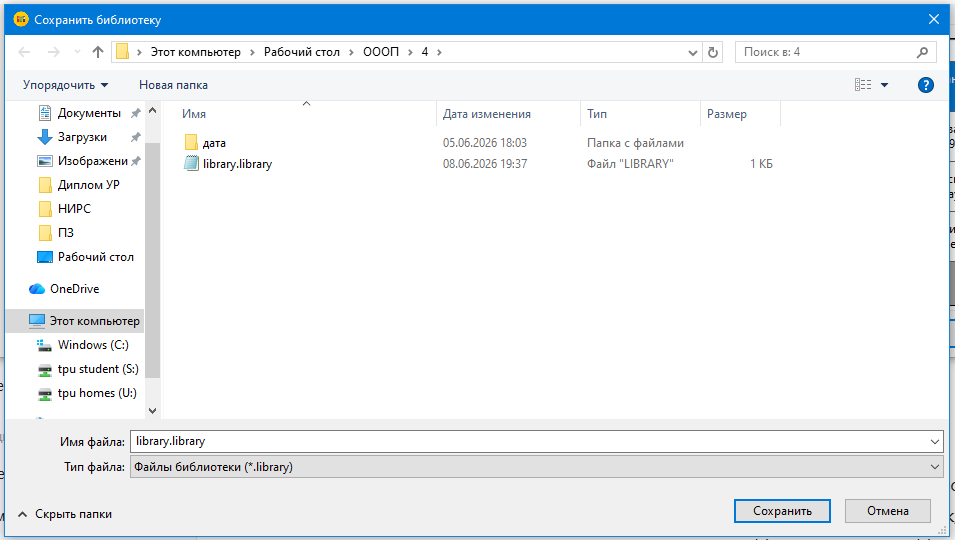 Сохранить библиотеку
Этот компьютер > Рабочий стол > ОООП > 4 >
Поиск в: 4
Упорядочить
Новая папка
Имя
Дата изменения
Тип
Размер
дата
05.06.2026 18:03
Папка с файлами
library.library
08.06.2026 19:37
Файл "LIBRARY"
1 КБ
Документы
Загрузки
Изображени
Диплом УР
НИРС
ПЗ
Рабочий стол
OneDrive
Этот компьютер
Windows (C:)
tpu student (S:)
tpu homes (U:)
Имя файла:
library.library
Тип файла:
Файлы библиотеки (*.library)
Скрыть папки
Сохранить
Отмена